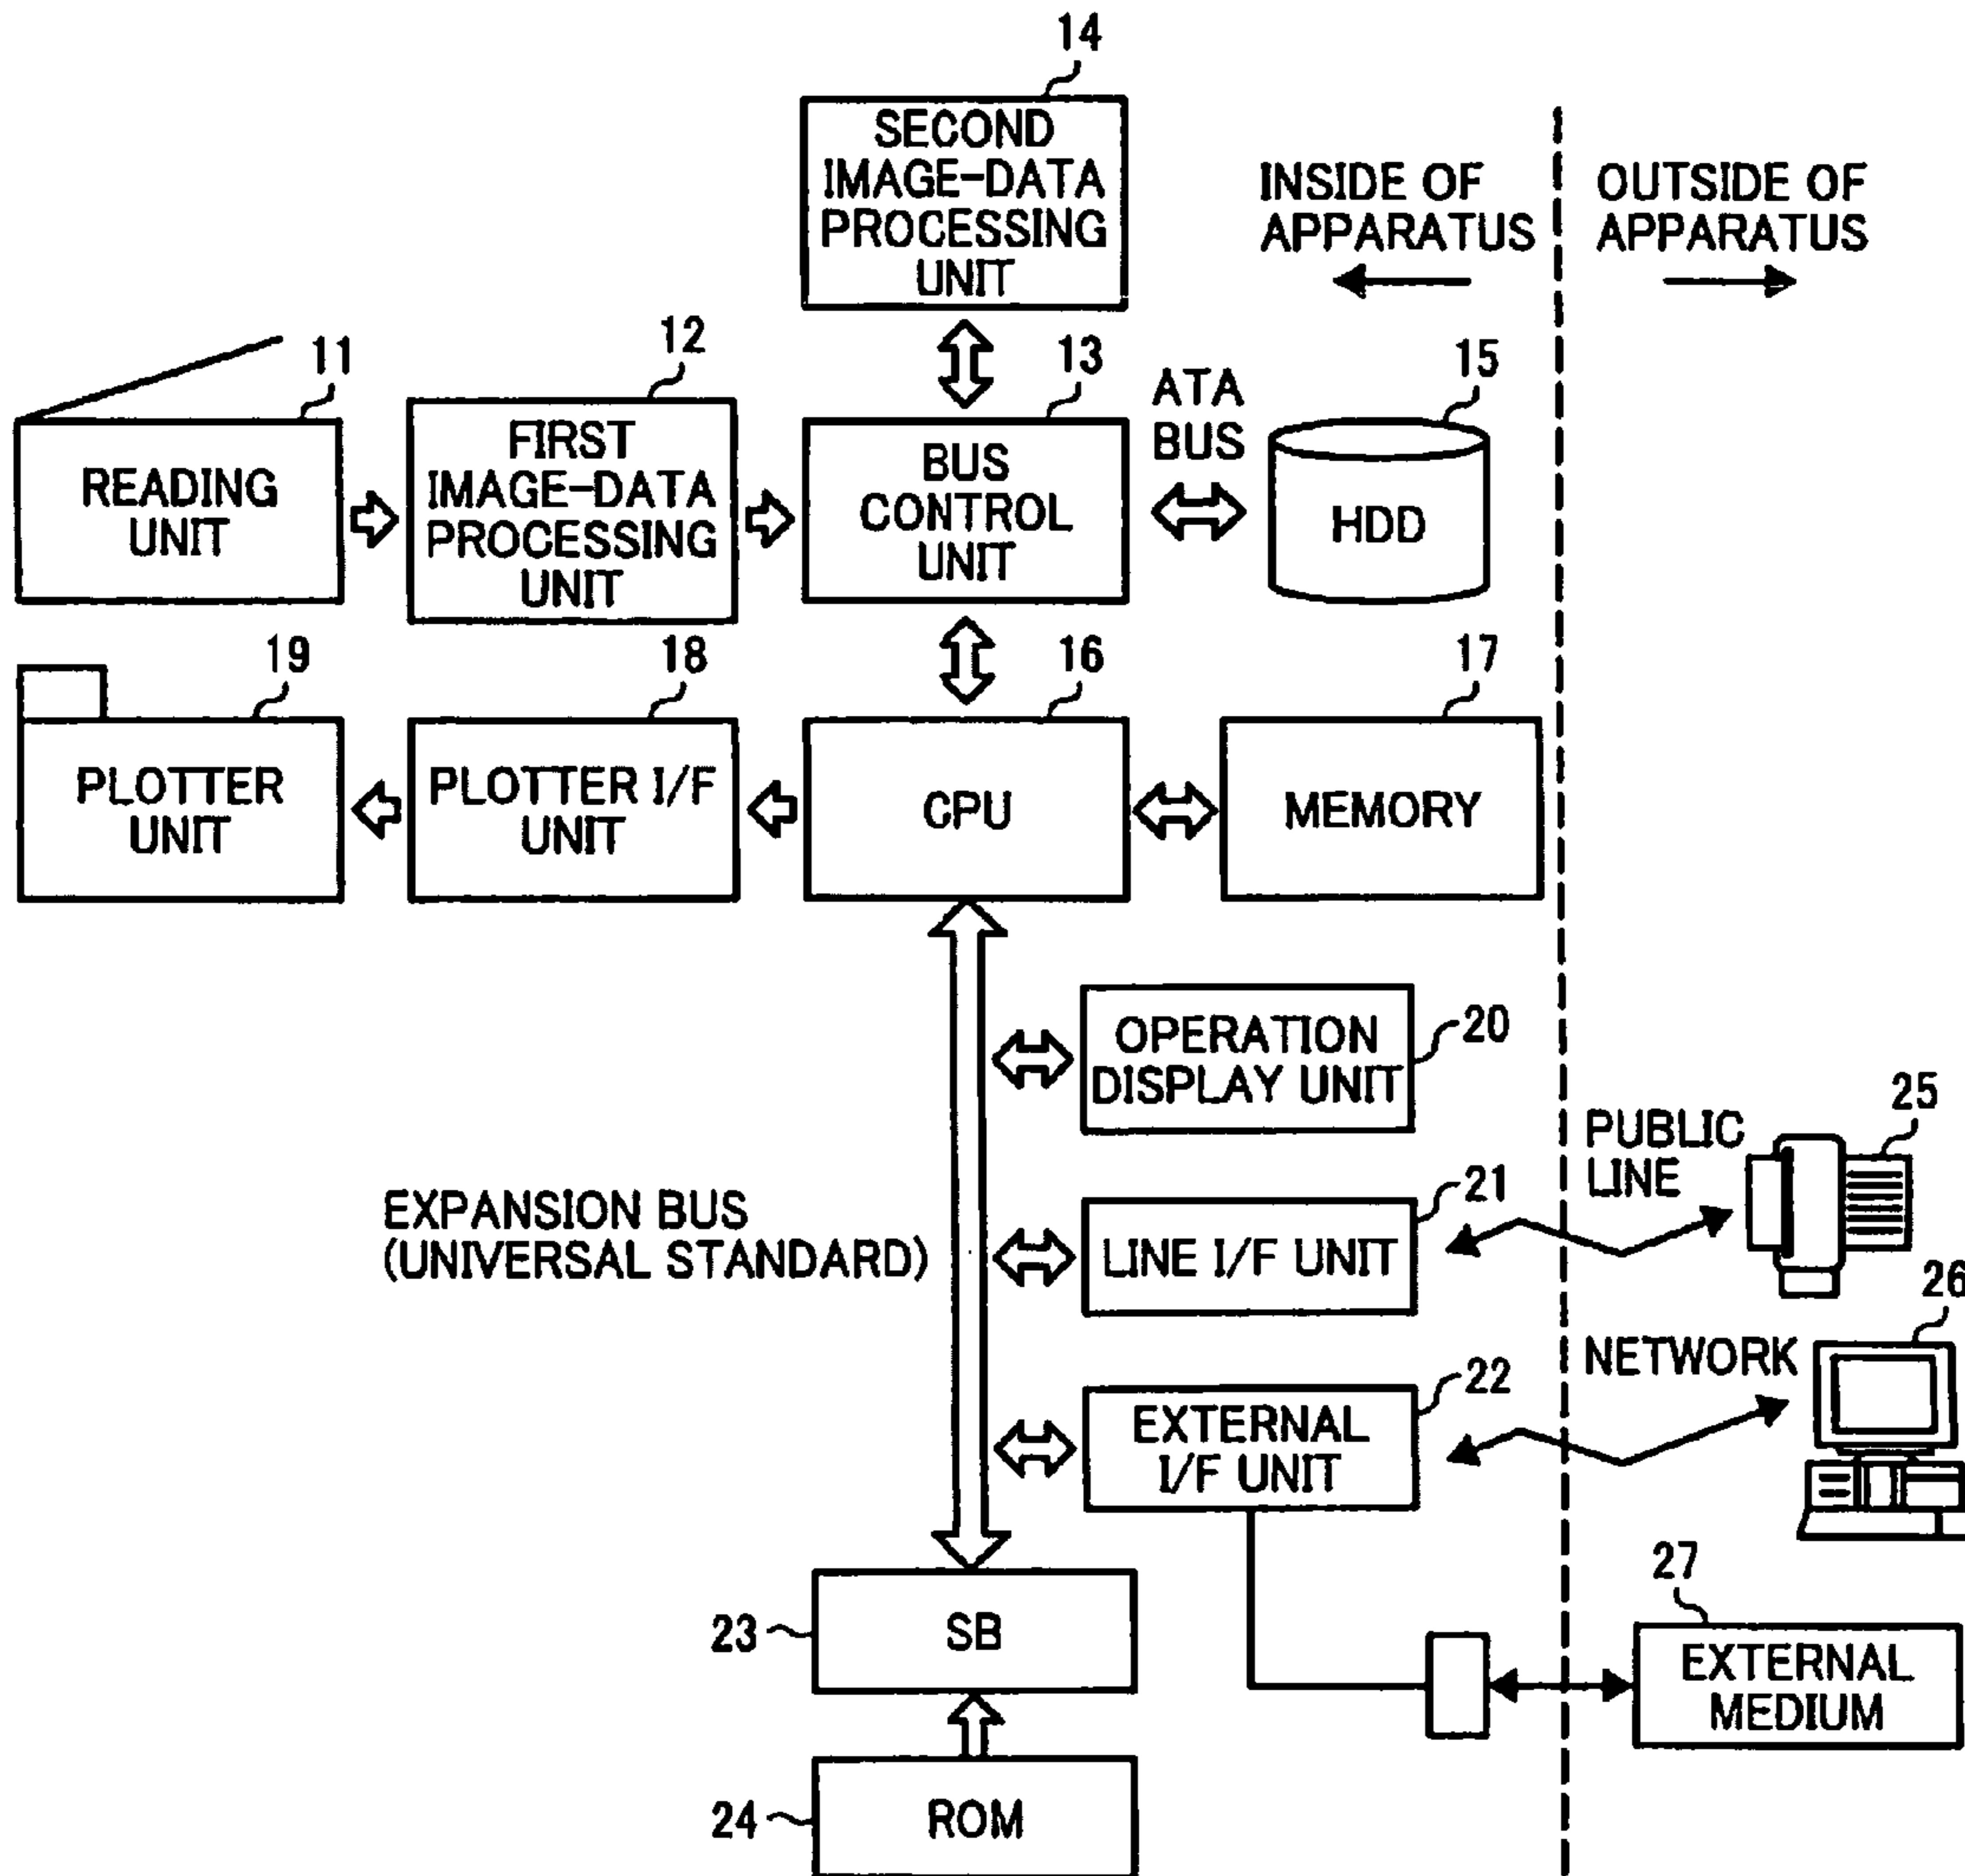 14
SECOND
IMAGE-DATA
PROCESSING
UNIT
INSIDE OF
APPARATUS
OUTSIDE OF
APPARATUS
11
READING
UNIT
12
FIRST
IMAGE-DATA
PROCESSING
UNIT
13
BUS
CONTROL
UNIT
ATA
BUS
15
HDD
19
PLOTTER
UNIT
18
PLOTTER I/F
UNIT
16
CPU
17
MEMORY
OPERATION
DISPLAY UNIT
20
EXPANSION BUS
(UNIVERSAL STANDARD)
LINE I/F UNIT
21
PUBLIC
LINE
25
EXTERNAL
I/F UNIT
22
NETWORK
26
23
SB
27
EXTERNAL
MEDIUM
24
ROM